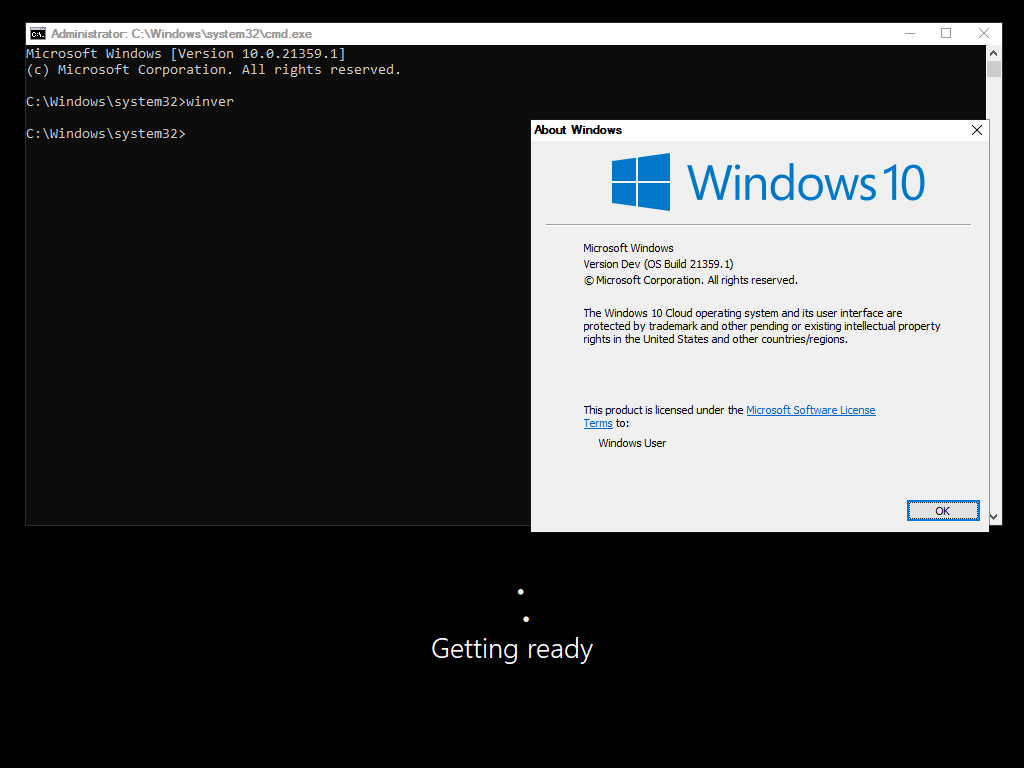 Administrator: C:\Windows\system32\cmd.exe
Microsoft Windows [Version 10.0.21359.1]
(c) Microsoft Corporation. All rights reserved.
C:\Windows\system32>winver
C:\Windows\system32>
About Windows
Windows 10
Microsoft Windows
Version Dev (OS Build 21359.1)
© Microsoft Corporation. All rights reserved.
The Windows 10 Cloud operating system and its user interface are
protected by trademark and other pending or existing intellectual property
rights in the United States and other countries/regions.
This product is licensed under the Microsoft Software License
Terms to:
Windows User
OK
Getting ready